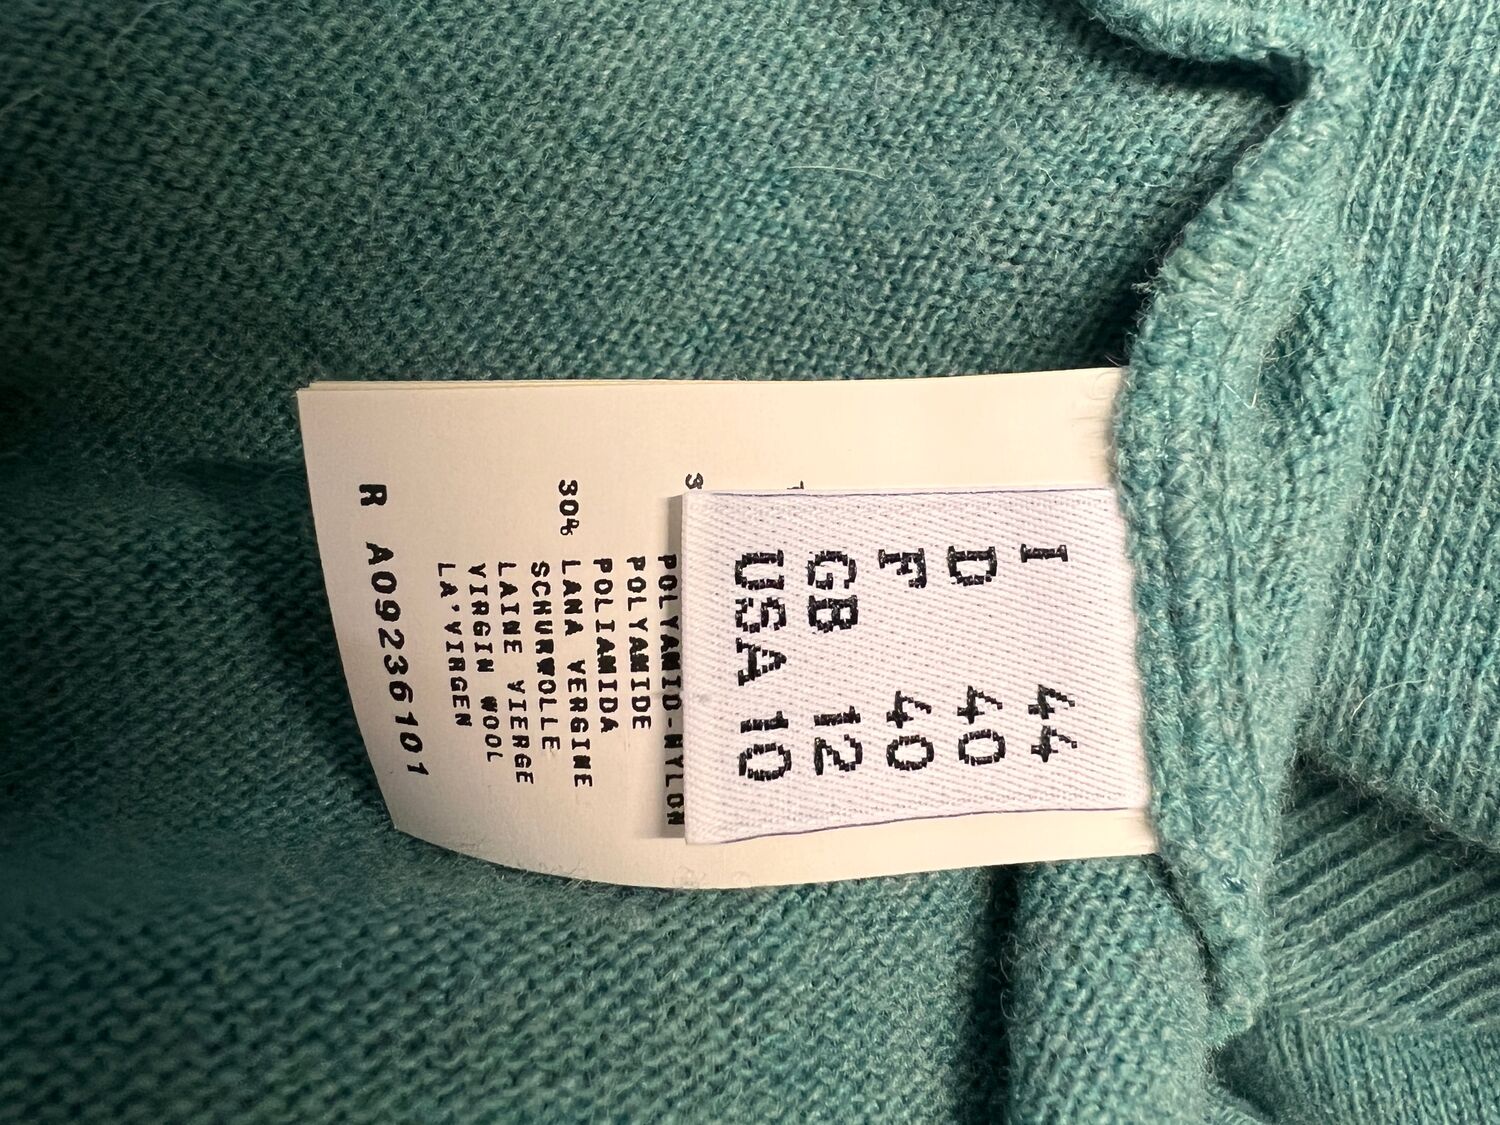 I 44
D 40
F 40
GB 12
USA 10
POLYAMID-NYLON
POLYAMIDE
POLIAMIDA
30% LANA VERGINE
SCHURWOLLE
LAINE VIERGE
VIRGIN WOOL
LA'VIRGEN
R A09236101